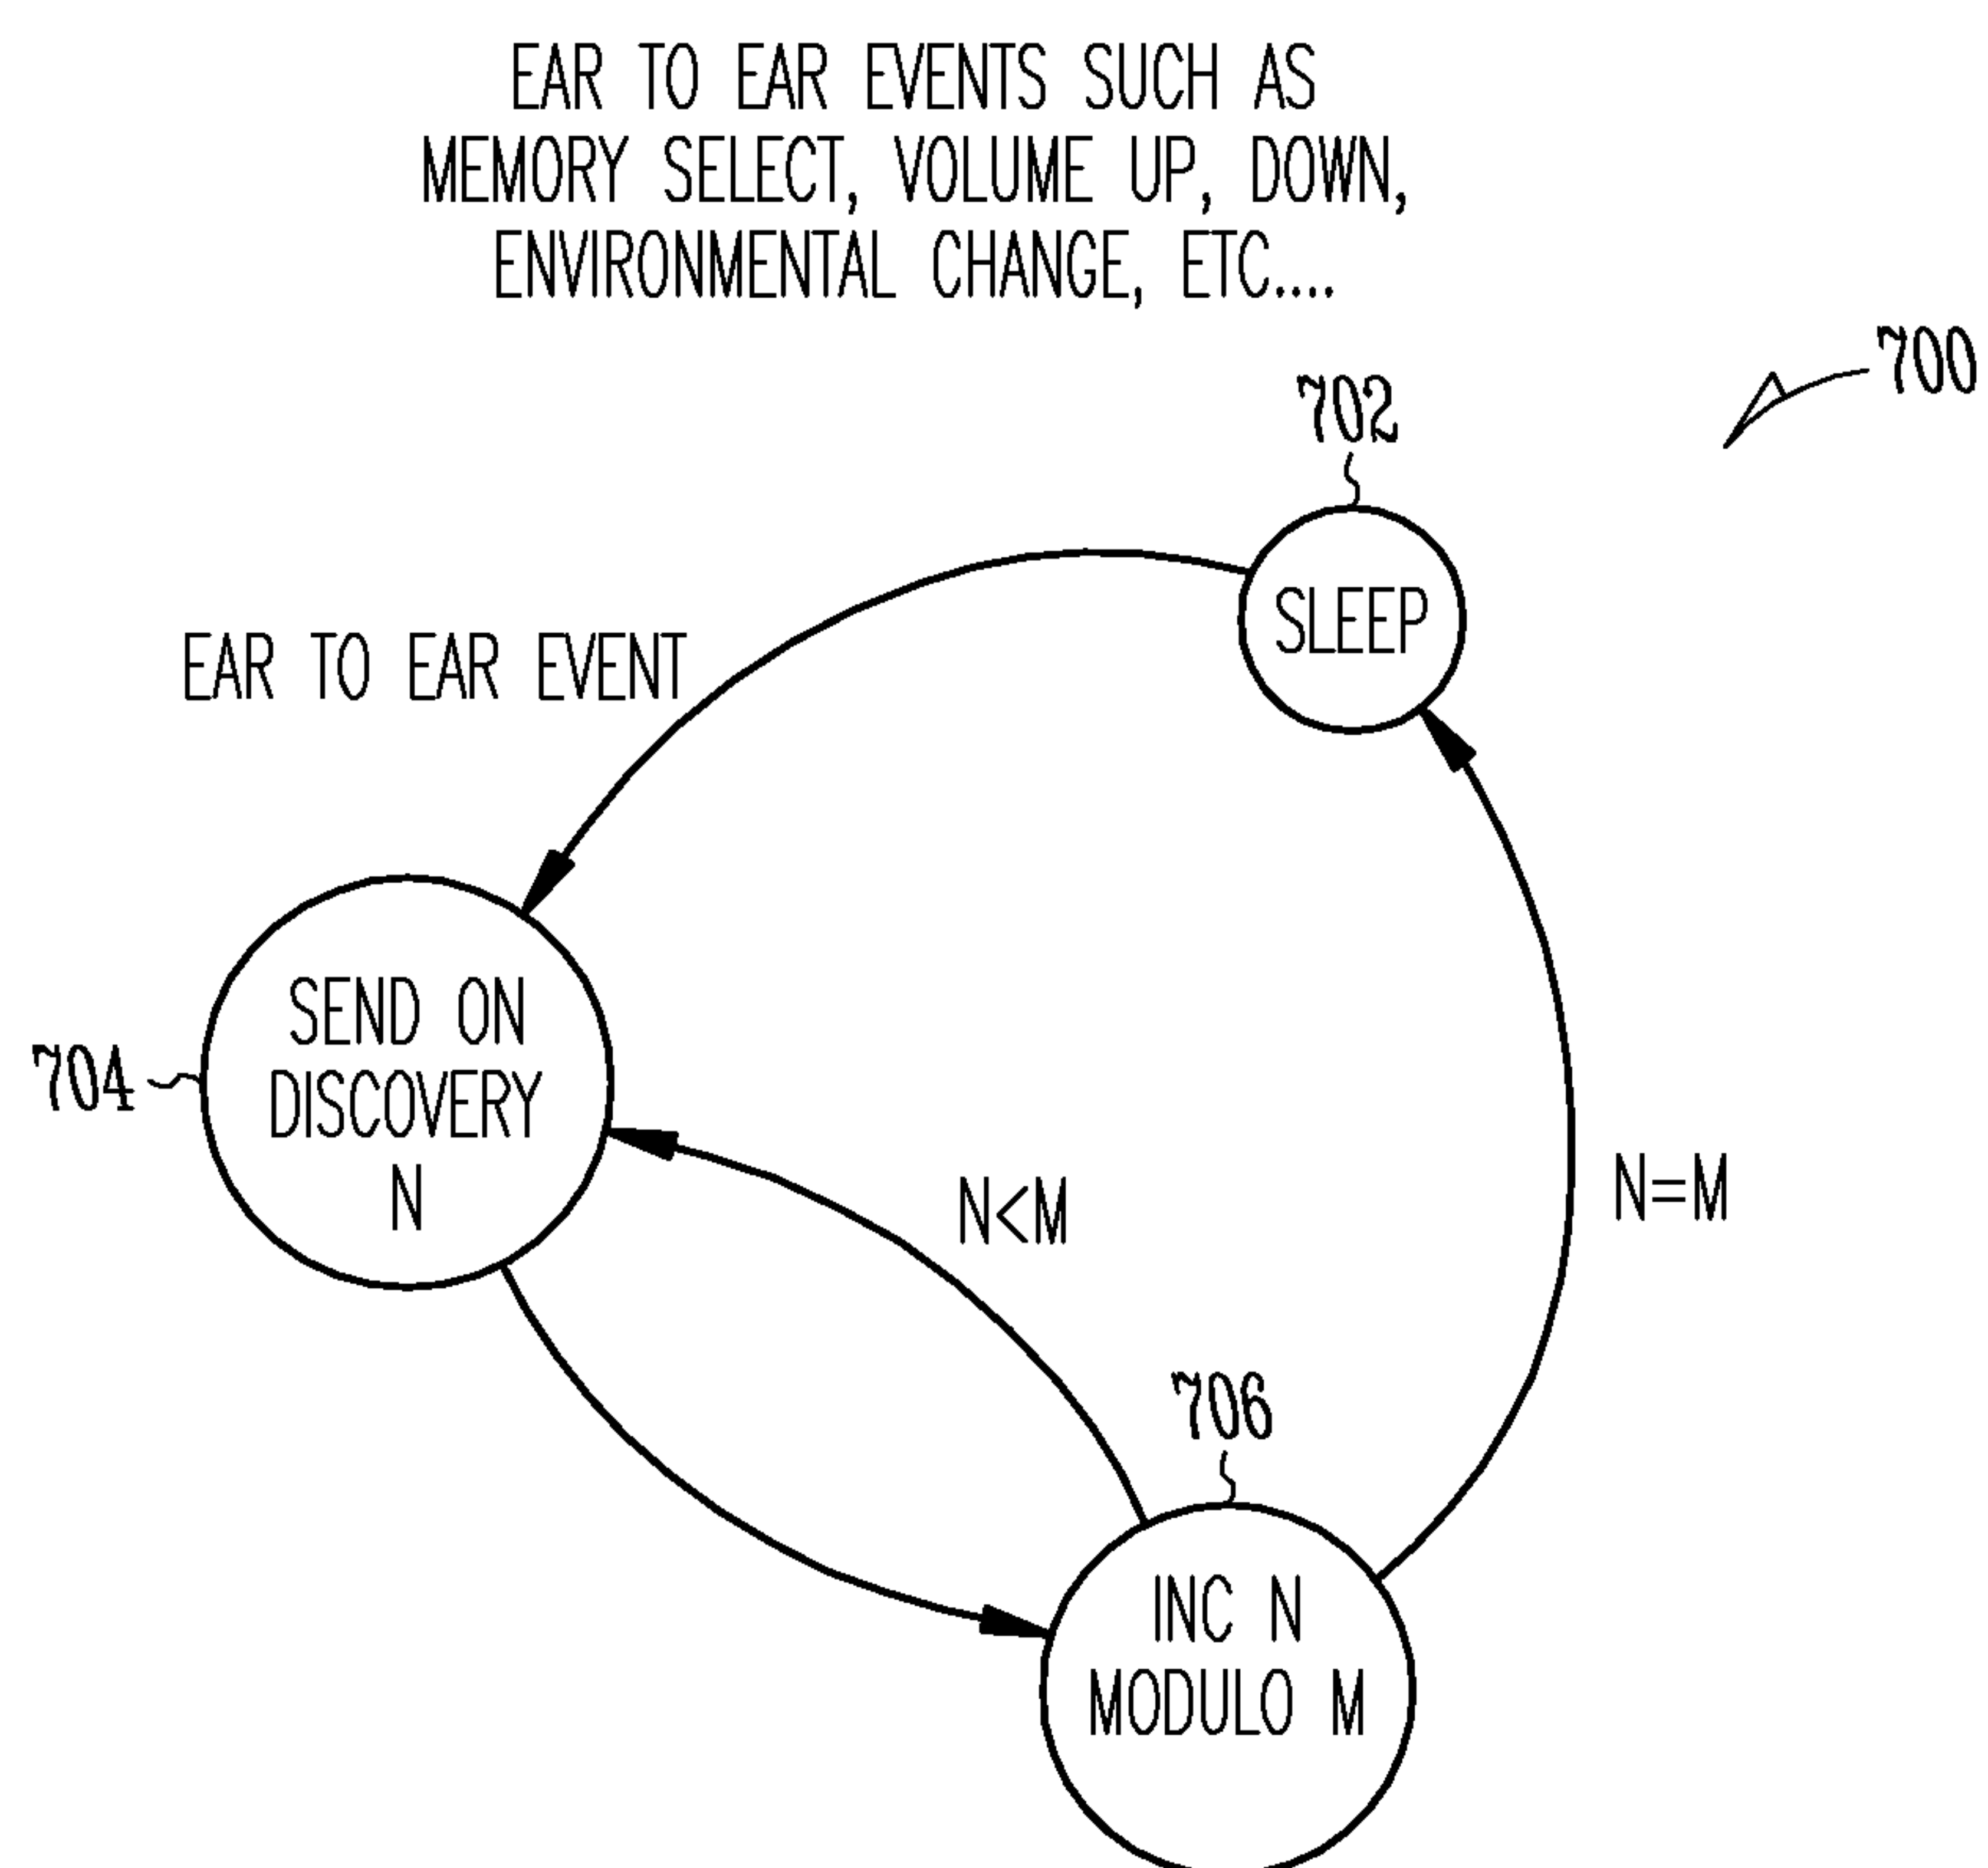 EAR TO EAR EVENTS SUCH AS
MEMORY SELECT, VOLUME UP, DOWN,
ENVIRONMENTAL CHANGE, ETC....
700
702
SLEEP
EAR TO EAR EVENT
SEND ON
DISCOVERY
N
704
N<M
N=M
706
INC N
MODULO M